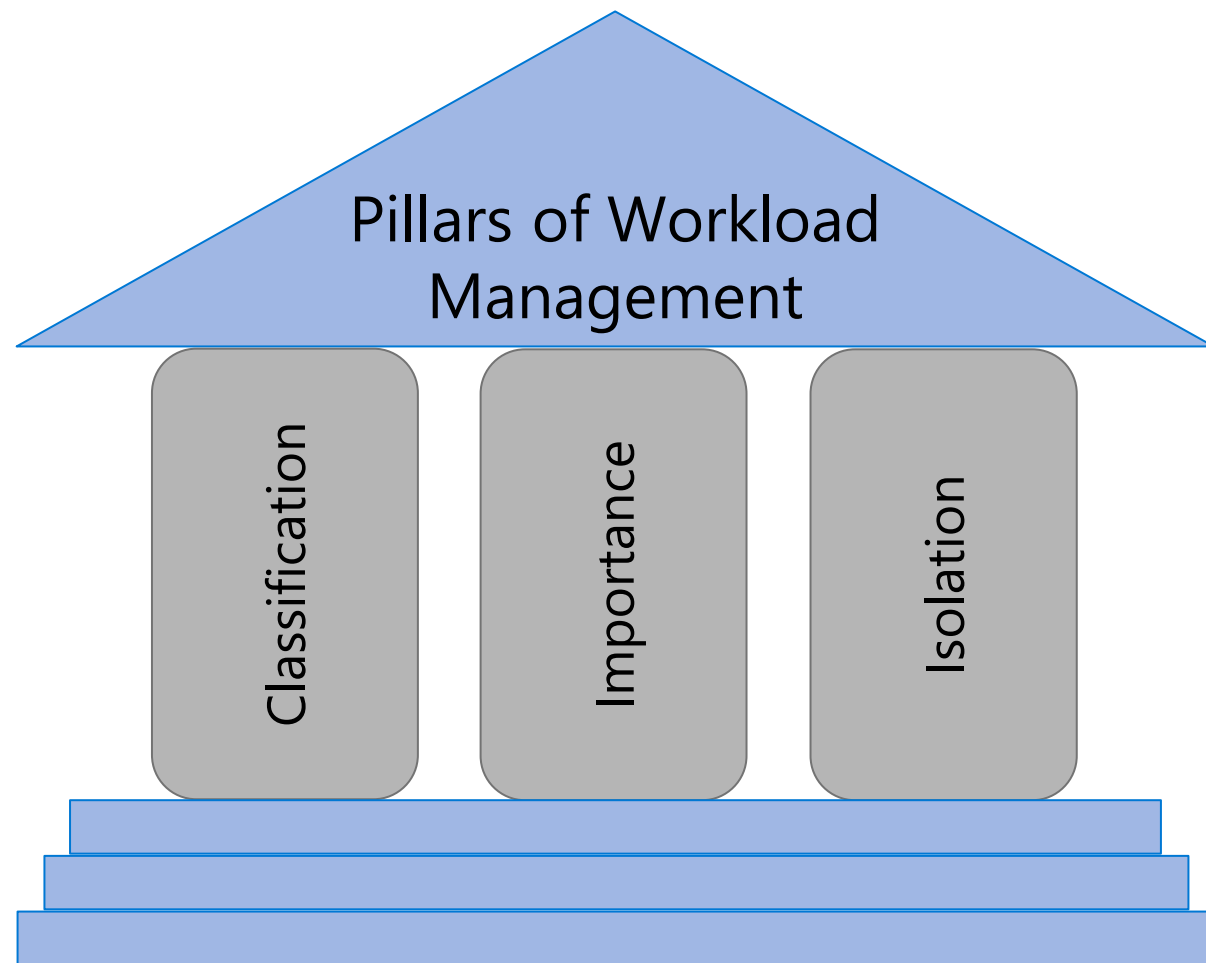 Pillars of Workload
Management
Classification
Importance
Isolation